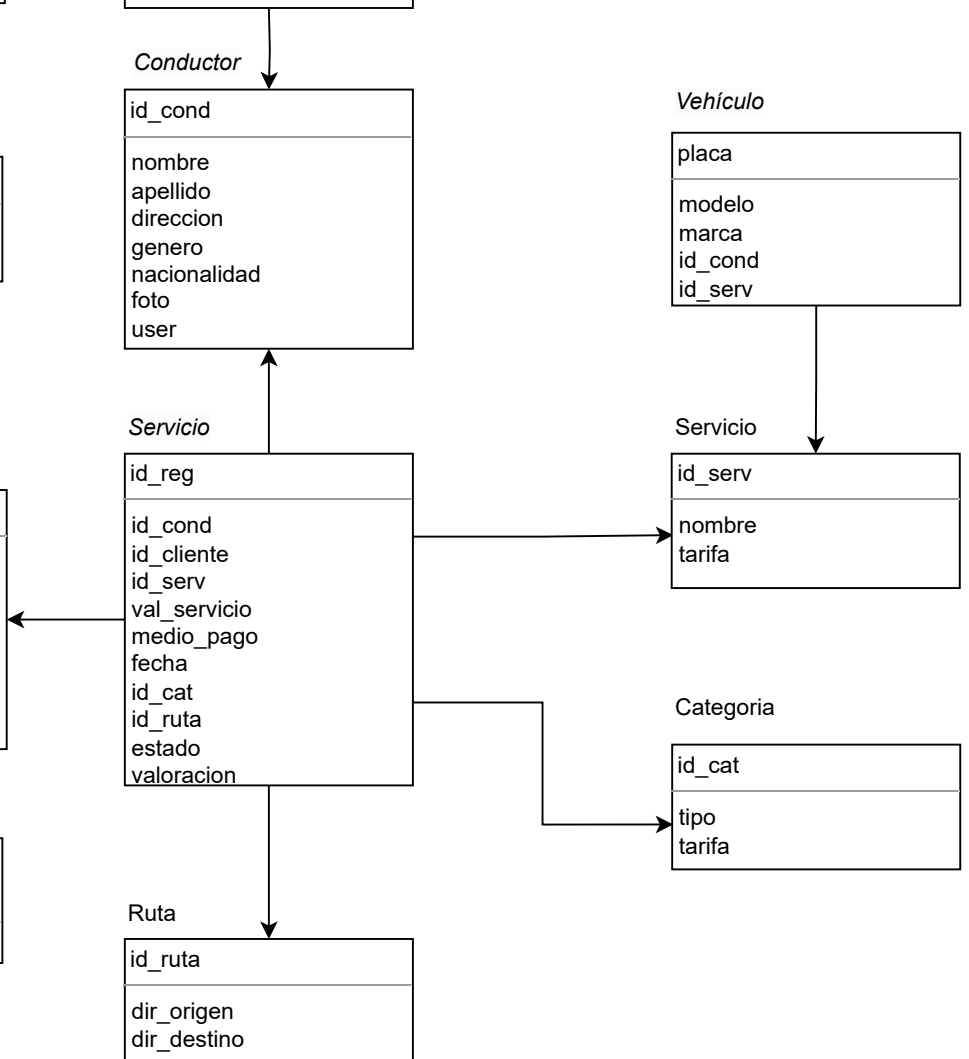 Conductor
id_cond
nombre
apellido
direccion
genero
nacionalidad
foto
user
Vehículo
placa
modelo
marca
id_cond
id_serv
Servicio
id_reg
id_cond
id_cliente
id_serv
val_servicio
medio_pago
fecha
id_cat
id_ruta
estado
valoracion
Servicio
id_serv
nombre
tarifa
Categoria
id_cat
tipo
tarifa
Ruta
id_ruta
dir_origen
dir_destino